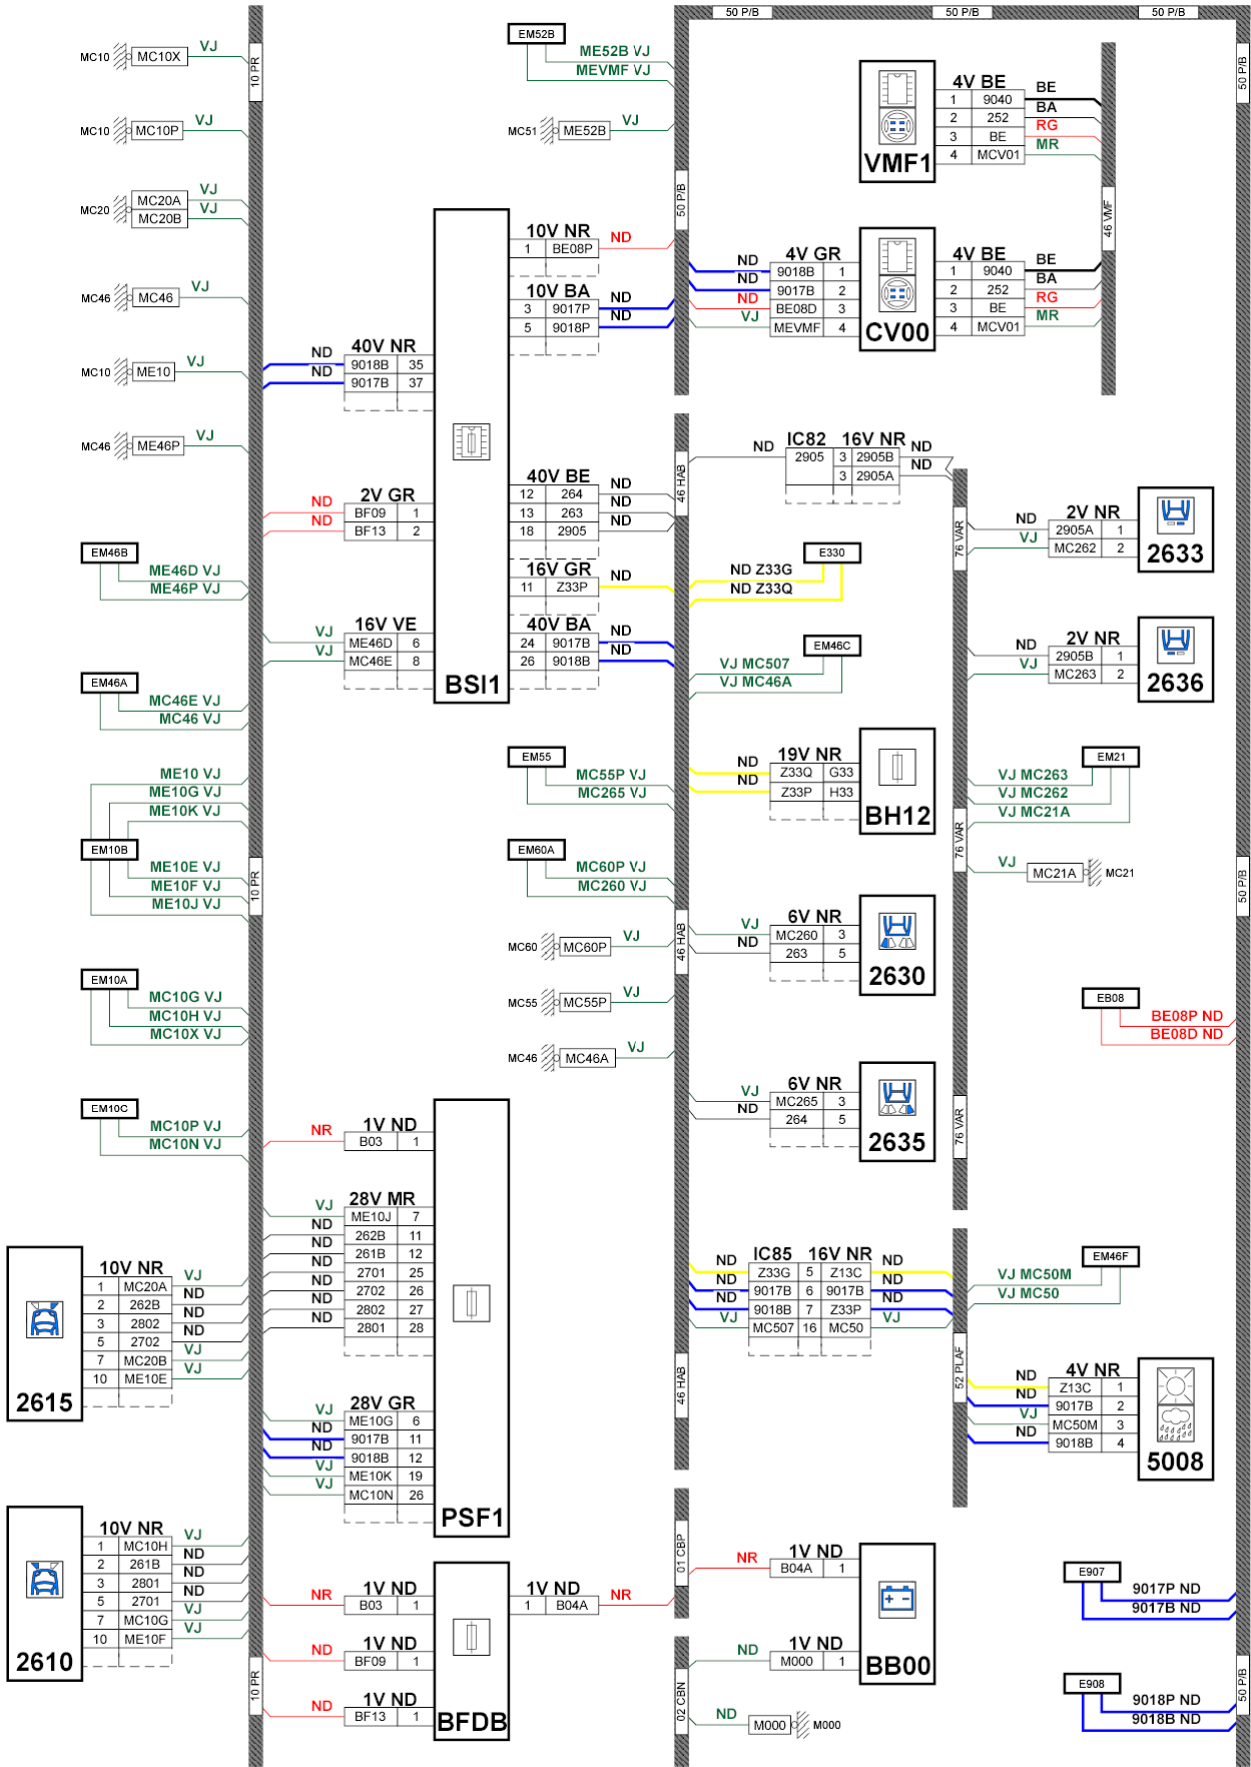 50 P/B
50 P/B
50 P/B
10 PR
50 P/B
MC10 MC10X VJ
MC10 MC10P VJ
MC20 MC20A VJ
MC20B VJ
MC46 MC46 VJ
MC10 ME10 VJ
MC46 ME46P VJ
EM46B
ME46D VJ
ME46P VJ
EM46A
MC46E VJ
MC46 VJ
ME10 VJ
ME10G VJ
ME10K VJ
EM10B
ME10E VJ
ME10F VJ
ME10J VJ
10 PR
EM10A
MC10G VJ
MC10H VJ
MC10X VJ
EM10C
MC10P VJ
MC10N VJ
10V NR
1 MC20A VJ
2 262B ND
3 2802 ND
5 2702 ND
7 MC20B VJ
10 ME10E VJ
2615
10V NR
1 MC10H VJ
2 261B ND
3 2801 ND
5 2701 ND
7 MC10G VJ
10 ME10F VJ
2610
10 PR
40V NR
ND 9018B 35
ND 9017B 37
2V GR
ND BF09 1
ND BF13 2
16V VE
VJ ME46D 6
VJ MC46E 8
10V NR
1 BE08P ND
10V BA
3 9017P ND
5 9018P ND
40V BE
12 264 ND
13 263 ND
18 2905 ND
16V GR
11 Z33P ND
40V BA
24 9017B ND
26 9018B ND
BSI1
1V ND
NR B03 1
28V MR
VJ ME10J 7
ND 262B 11
ND 261B 12
ND 2701 25
ND 2702 26
ND 2802 27
ND 2801 28
28V GR
VJ ME10G 6
ND 9017B 11
ND 9018B 12
VJ ME10K 19
VJ MC10N 26
PSF1
1V ND
NR B03 1
1V ND
ND BF09 1
1V ND
ND BF13 1
1V ND
1 B04A NR
BFDB
EM52B
ME52B VJ
MEVMF VJ
MC51 ME52B VJ
50 P/B
EM55
MC55P VJ
MC265 VJ
EM60A
MC60P VJ
MC260 VJ
MC60 MC60P VJ
MC55 MC55P VJ
MC46 MC46A VJ
46 HAB
46 HAB
46 HAB
01 CBP
02 CBN
4V BE
1 9040 BE
2 252 BA
3 BE RG
4 MCV01 MR
VMF1
46 VMF
4V GR
ND 9018B 1
ND 9017B 2
ND BE08D 3
VJ MEVMF 4
4V BE
1 9040 BE
2 252 BA
3 BE RG
4 MCV01 MR
CV00
IC82 16V NR
ND 2905 3 2905B ND
3 2905A ND
E330
ND Z33G
ND Z33Q
EM46C
VJ MC507
VJ MC46A
19V NR
ND Z33Q G33
ND Z33P H33
BH12
6V NR
VJ MC260 3
ND 263 5
2630
6V NR
VJ MC265 3
ND 264 5
2635
IC85 16V NR
ND Z33G 5 Z13C ND
ND 9017B 6 9017B ND
ND 9018B 7 Z33P ND
VJ MC507 16 MC50 VJ
1V ND
NR B04A 1
1V ND
ND M000 1
BB00
ND M000 M000
76 VAR
76 VAR
76 VAR
52 PLAF
2V NR
ND 2905A 1
VJ MC262 2
2633
2V NR
ND 2905B 1
VJ MC263 2
2636
EM21
VJ MC263
VJ MC262
VJ MC21A
VJ MC21A MC21
50 P/B
EB08
BE08P ND
BE08D ND
EM46F
VJ MC50M
VJ MC50
4V NR
ND Z13C 1
ND 9017B 2
VJ MC50M 3
ND 9018B 4
5008
E907
9017P ND
9017B ND
E908
9018P ND
9018B ND
50 P/B